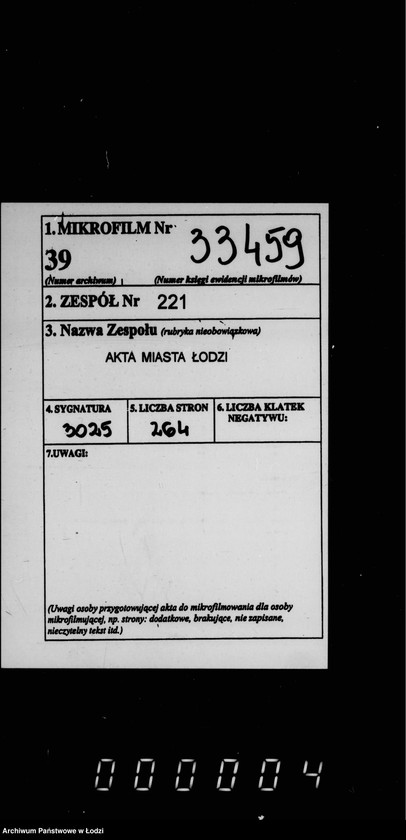 1. MIKROFILM Nr 33459
39
(Numer archiwum) (Numer księgi ewidencji mikrofilmów)
2. ZESPÓŁ Nr 221
3. Nazwa Zespołu (rubryka nieobowiązkowa)
AKTA MIASTA ŁODZI
4. SYGNATURA 5. LICZBA STRON 6. LICZBA KLATEK
NEGATYWU:
3025 264
7. UWAGI:
(Uwagi osoby przygotowującej akta do mikrofilmowania dla osoby
mikrofilmującej, np. strony: dodatkowe, brakujące, nie zapisane,
nieczytelny tekst itd.)
000004
Archiwum Państwowe w Łodzi